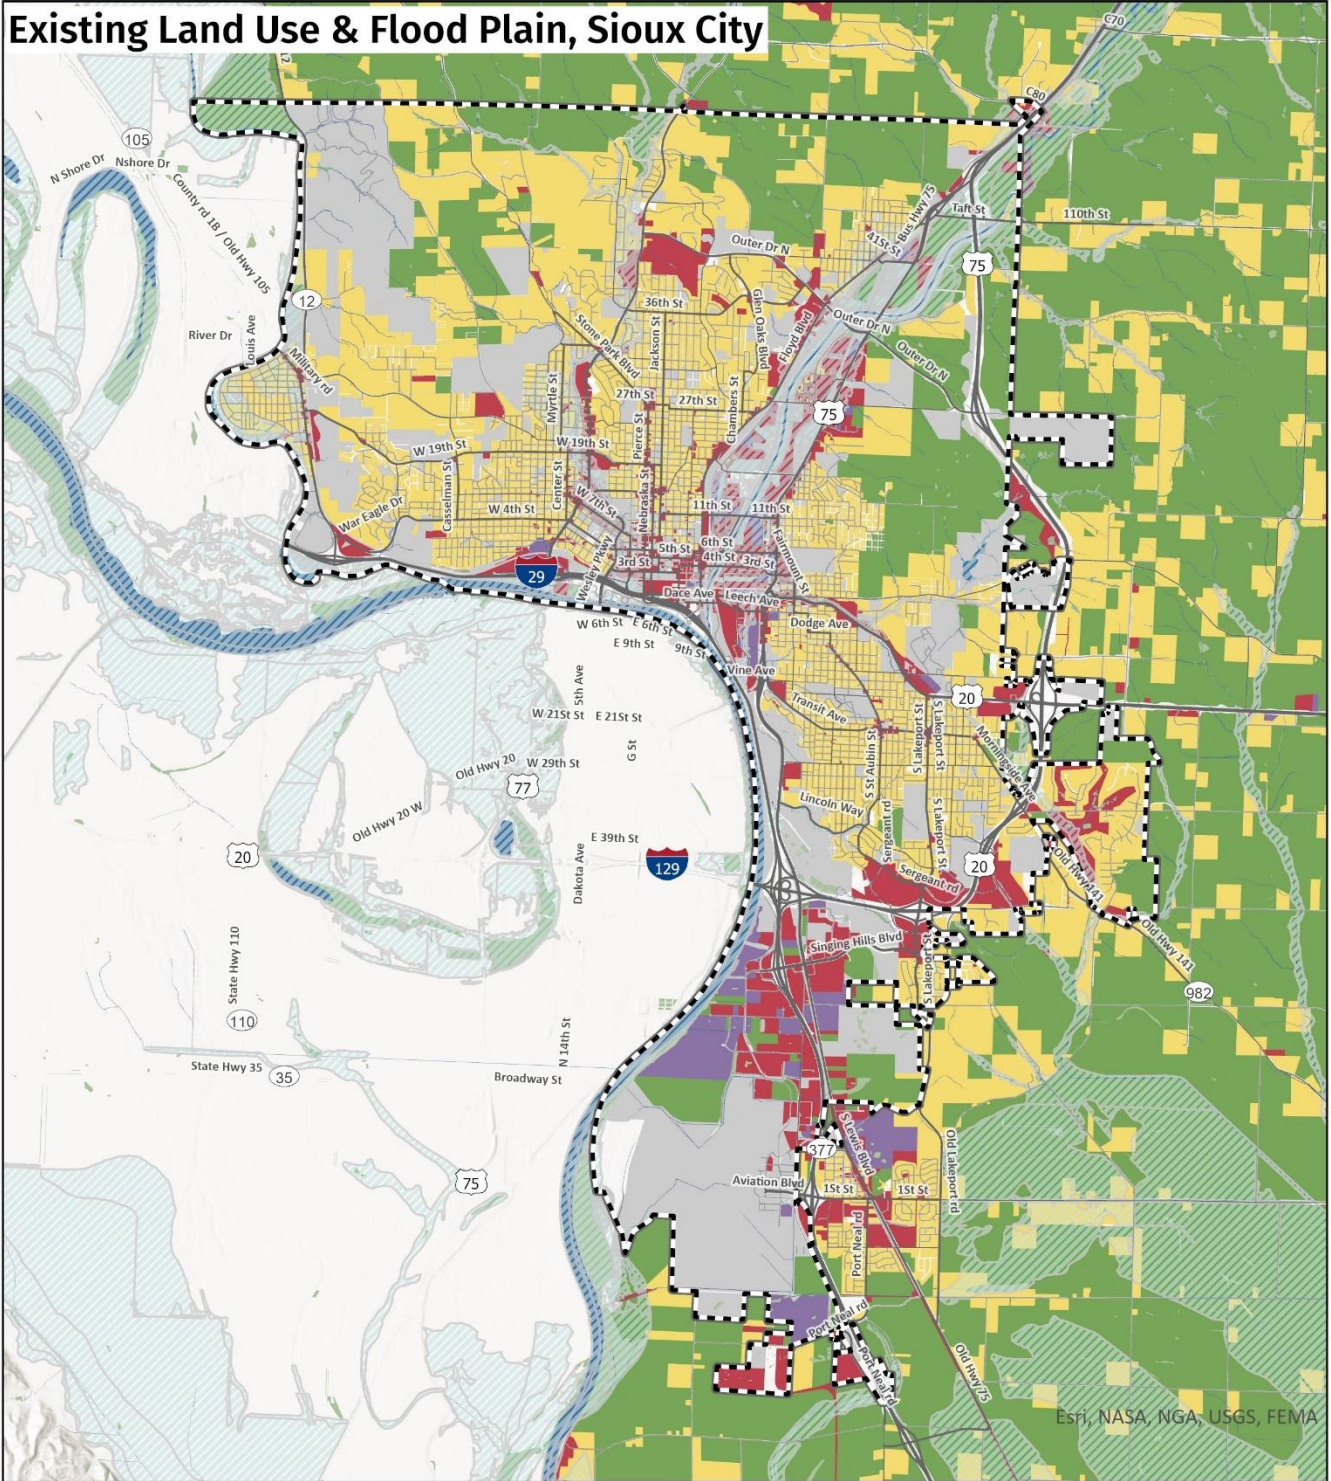 Existing Land Use & Flood Plain, Sioux City
C70
C80
105
N Shore Dr
Nshore Dr
County rd 1B / Old Hwy 105
Taft St
110th St
Bus Hwy 75
41St St
Outer Dr N
75
12
36th St
Glen Oaks Blvd
Floyd Blvd
Outer Dr N
Outer Dr N
River Dr
Louis Ave
Military rd
Stone Park Blvd
Jackson St
Myrtle St
27th St
27th St
Chambers St
75
Pierce St
W 19th St
W 19th St
Casselman St
Center St
Nebraska St
W 7th St
War Eagle Dr
W 4th St
11th St
11th St
Fairmount St
6th St
5th St
4th St
3rd St
3rd St
29
Wesley Pkwy
Dace Ave
Leech Ave
W 6th St
E 6th St
Dodge Ave
E 9th St
9th St
Vine Ave
5th Ave
20
W 21St St
E 21St St
Transit Ave
S Lakeport St
S Lakeport St
G St
S St Aubin St
Morningside Ave
Old Hwy 20
W 29th St
77
Lincoln Way
Old Hwy 20 W
Sergeant rd
S Lakeport St
E 39th St
20
129
Dakota Ave
20
Sergeant rd
Old Hwy 141
Singing Hills Blvd
S Lakeport St
Old Hwy 141
State Hwy 110
982
110
N 14th St
State Hwy 35
35
Broadway St
S Lewis Blvd
377
Old Lakeport rd
75
Aviation Blvd
1St St
1St St
Port Neal rd
Port Neal rd
Port Neal rd
Old Hwy 75
Esri, NASA, NGA, USGS, FEMA